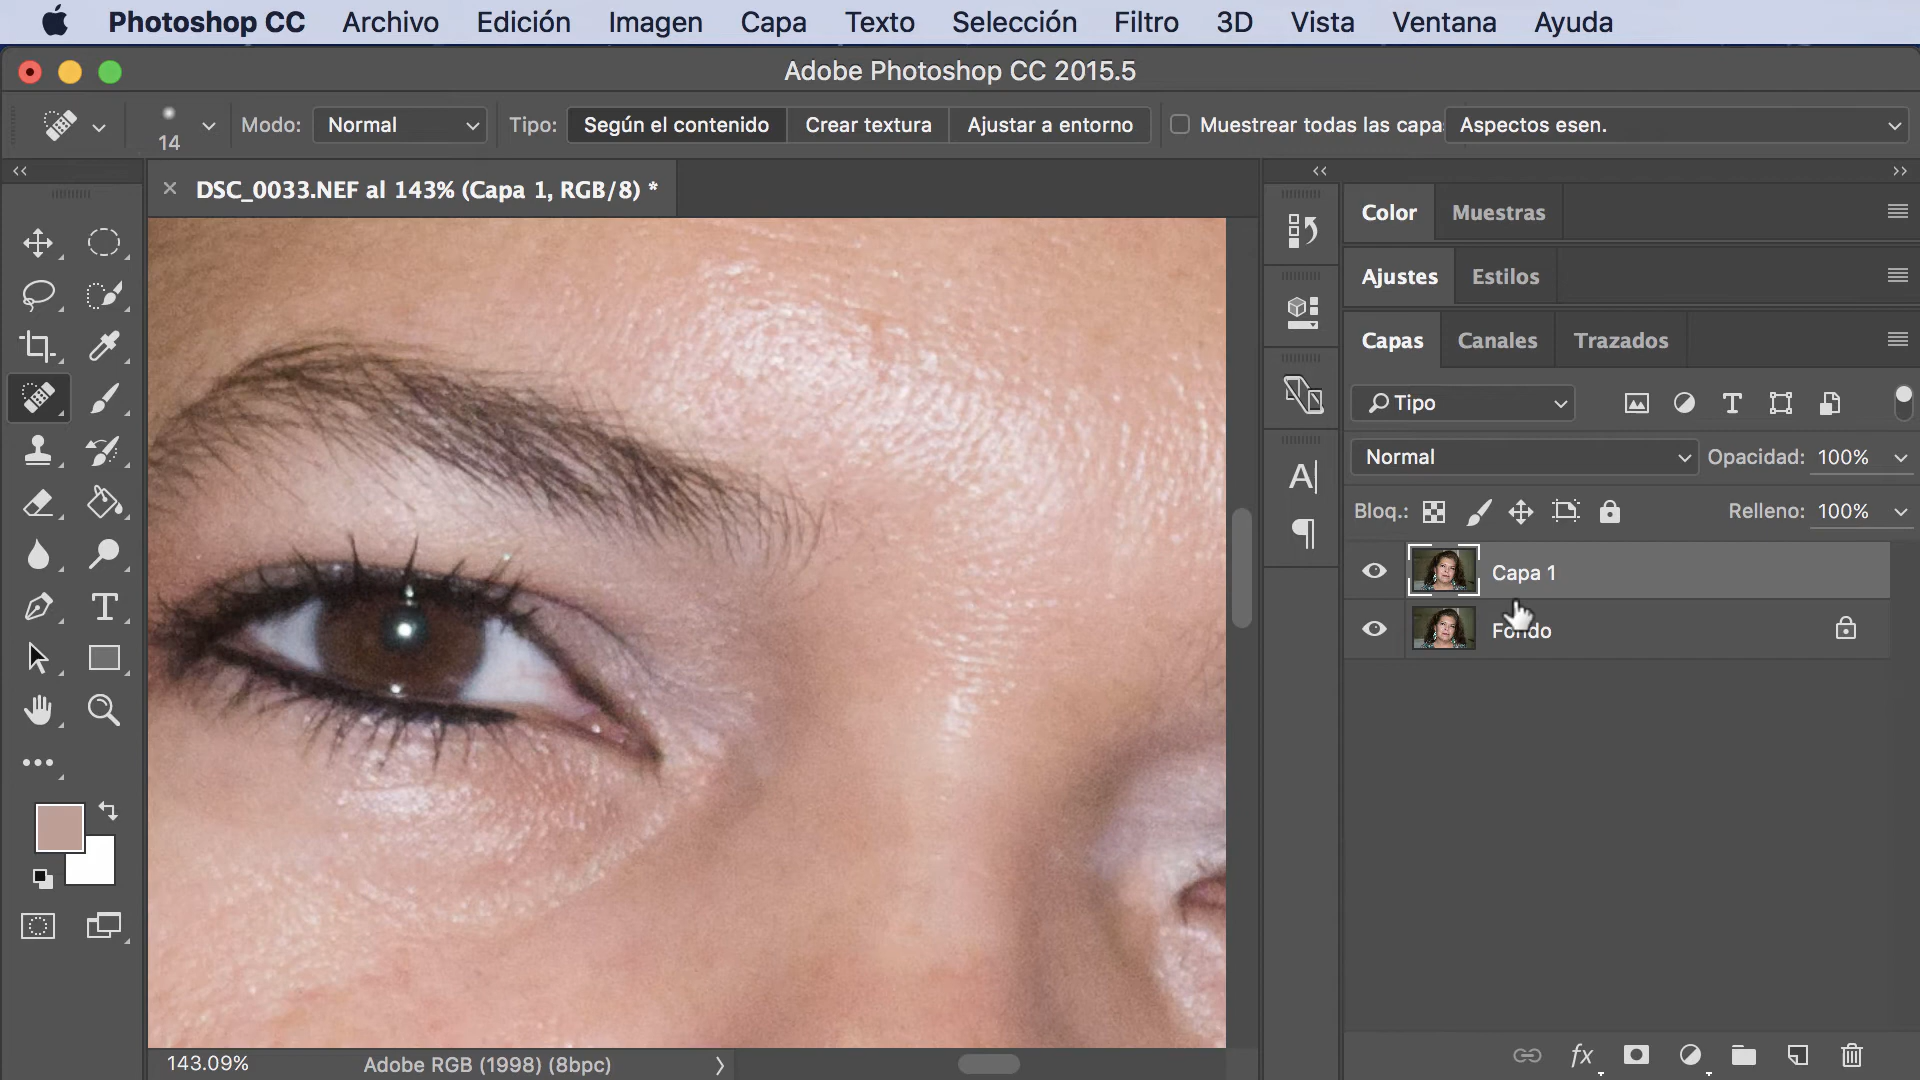 Photoshop CC Archivo Edición Imagen Capa Texto Selección Filtro 3D Vista Ventana Ayuda
Adobe Photoshop CC 2015.5
14 Modo: Normal Tipo: Según el contenido Crear textura Ajustar a entorno Muestrear todas las capa Aspectos esen.
DSC_0033.NEF al 143% (Capa 1, RGB/8) *
Color Muestras
Ajustes Estilos
Capas Canales Trazados
Tipo
Normal Opacidad: 100%
Bloq.: Relleno: 100%
Capa 1
Fondo
143.09% Adobe RGB (1998) (8bpc)